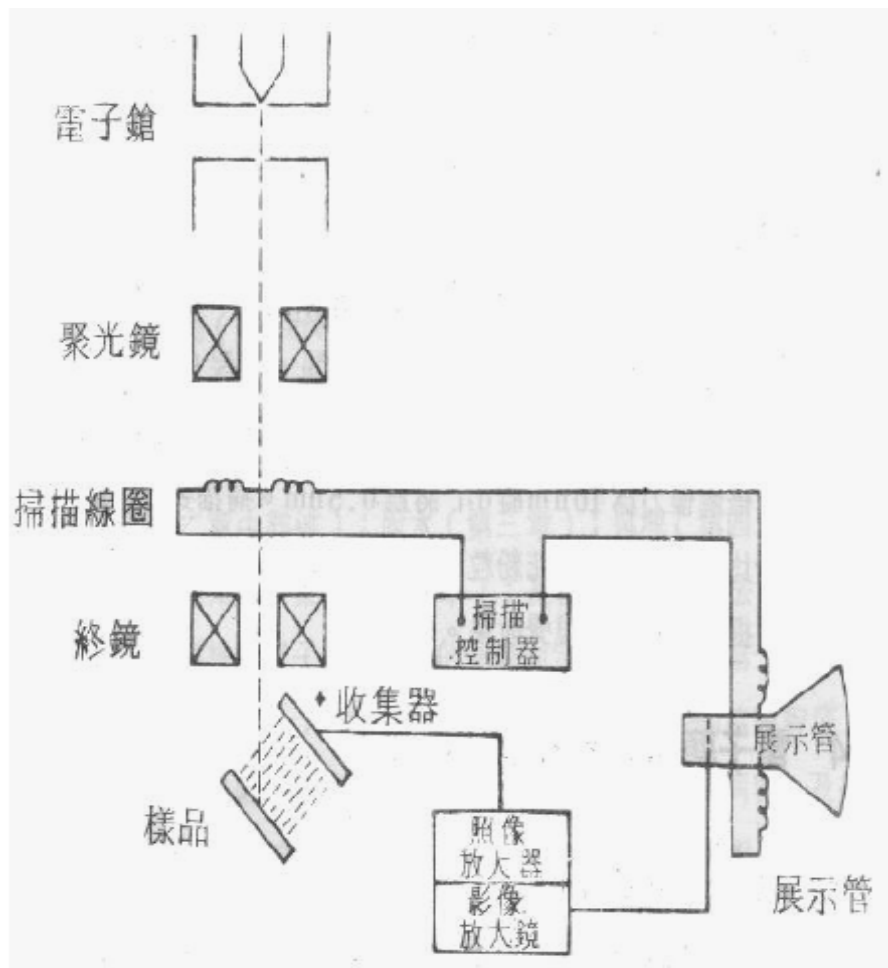 電子鎗
聚光鏡
掃描線圈
掃描
控制器
終鏡
收集器
展示管
樣品
照像
放大器
影像
放大鏡
展示管